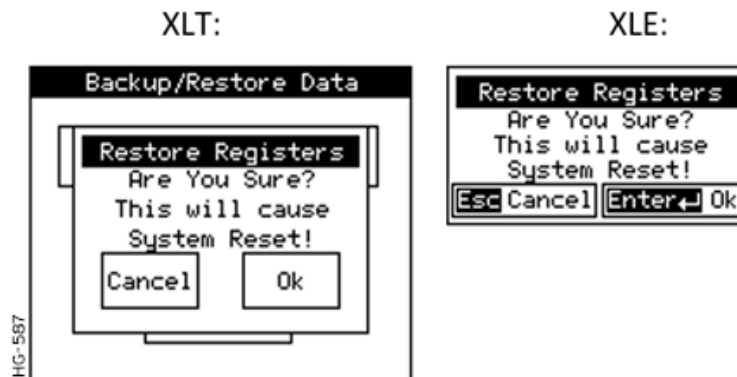 XLT:
Backup/Restore Data
Restore Registers
Are You Sure?
This will cause
System Reset!
Cancel Ok
HG-587
XLE:
Restore Registers
Are You Sure?
This will cause
System Reset!
Esc Cancel Enter↵ Ok